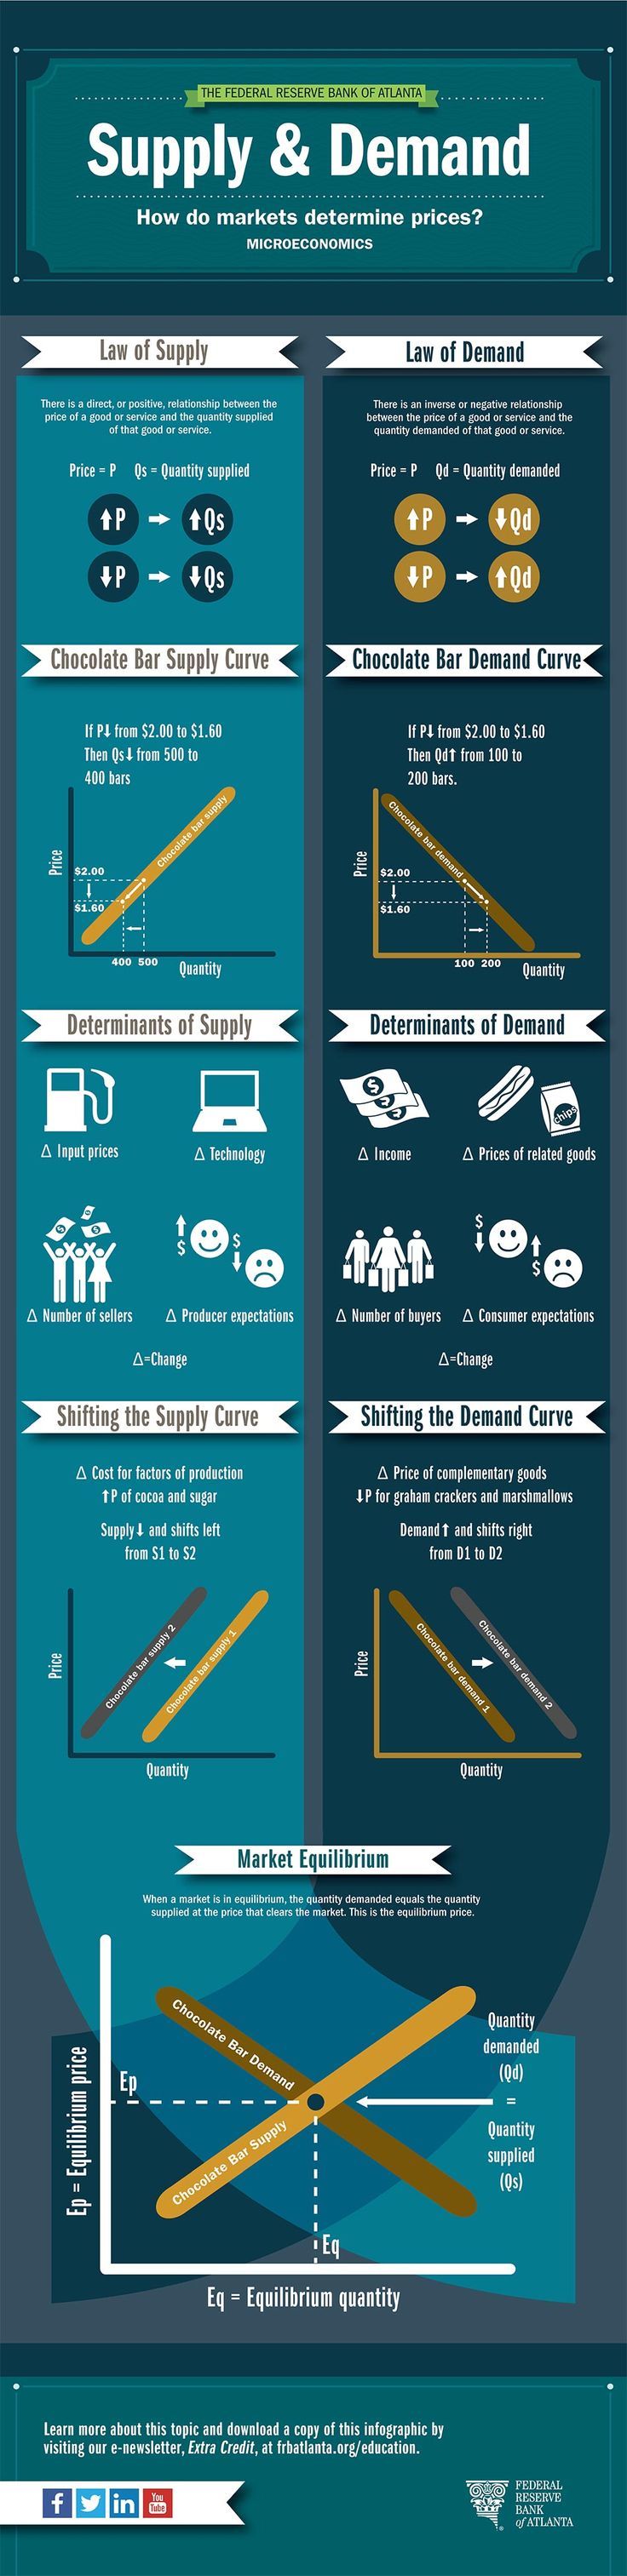 THE FEDERAL RESERVE BANK OF ATLANTA
Supply & Demand
How do markets determine prices?
MICROECONOMICS
Law of Supply
There is a direct, or positive, relationship between the
price of a good or service and the quantity supplied
of that good or service.
Price = P Qs = Quantity supplied
⬆P ➡ ⬆Qs
⬇P ➡ ⬇Qs
Law of Demand
There is an inverse or negative relationship
between the price of a good or service and the
quantity demanded of that good or service.
Price = P Qd = Quantity demanded
⬆P ➡ ⬇Qd
⬇P ➡ ⬆Qd
Chocolate Bar Supply Curve
If P⬇ from $2.00 to $1.60
Then Qs⬇ from 500 to
400 bars
Price
Chocolate bar supply
$2.00
$1.60
400 500
Quantity
Chocolate Bar Demand Curve
If P⬇ from $2.00 to $1.60
Then Qd⬆ from 100 to
200 bars.
Price
Chocolate bar demand
$2.00
$1.60
100 200
Quantity
Determinants of Supply
Δ Input prices
Δ Technology
$
$
Δ Number of sellers
Δ Producer expectations
Δ=Change
Determinants of Demand
$
chips
Δ Income
Δ Prices of related goods
$
$
Δ Number of buyers
Δ Consumer expectations
Δ=Change
Shifting the Supply Curve
Δ Cost for factors of production
⬆P of cocoa and sugar
Supply⬇ and shifts left
from S1 to S2
Price
Chocolate bar supply 2
Chocolate bar supply 1
Quantity
Shifting the Demand Curve
Δ Price of complementary goods
⬇P for graham crackers and marshmallows
Demand⬆ and shifts right
from D1 to D2
Price
Chocolate bar demand 1
Chocolate bar demand 2
Quantity
Market Equilibrium
When a market is in equilibrium, the quantity demanded equals the quantity
supplied at the price that clears the market. This is the equilibrium price.
Ep = Equilibrium price
Ep
Chocolate Bar Demand
Chocolate Bar Supply
Quantity
demanded
(Qd)
=
Quantity
supplied
(Qs)
Eq
Eq = Equilibrium quantity
Learn more about this topic and download a copy of this infographic by
visiting our e-newsletter, Extra Credit, at frbatlanta.org/education.
f
in
You
Tube
FEDERAL
RESERVE
BANK
of ATLANTA